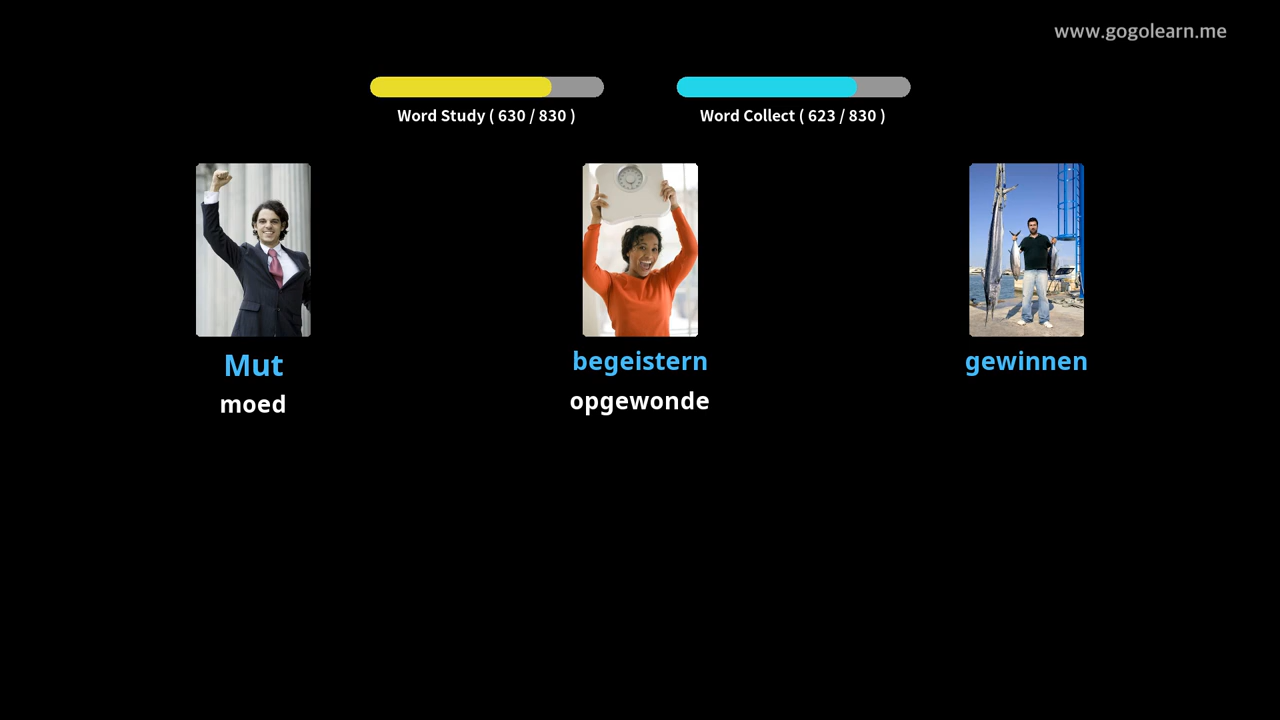 www.gogolearn.me
Word Study ( 630 / 830 )
Word Collect ( 623 / 830 )
Mut
moed
begeistern
opgewonde
gewinnen